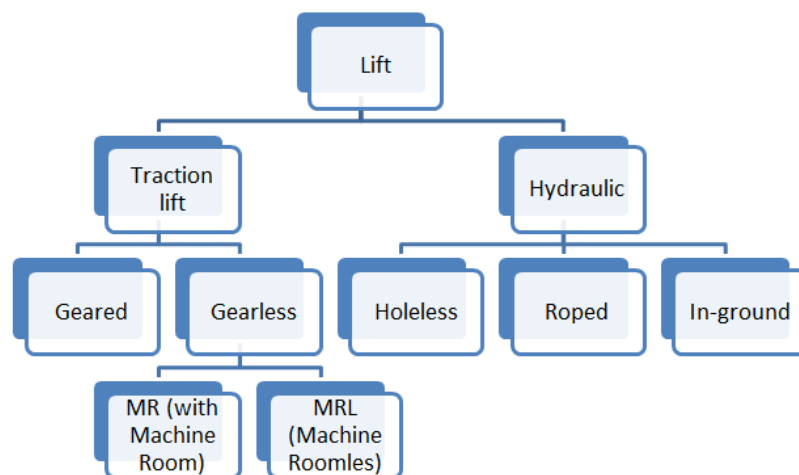 Lift
Traction
lift
Hydraulic
Geared
Gearless
Holeless
Roped
In-ground
MR (with
Machine
Room)
MRL
(Machine
Roomles)